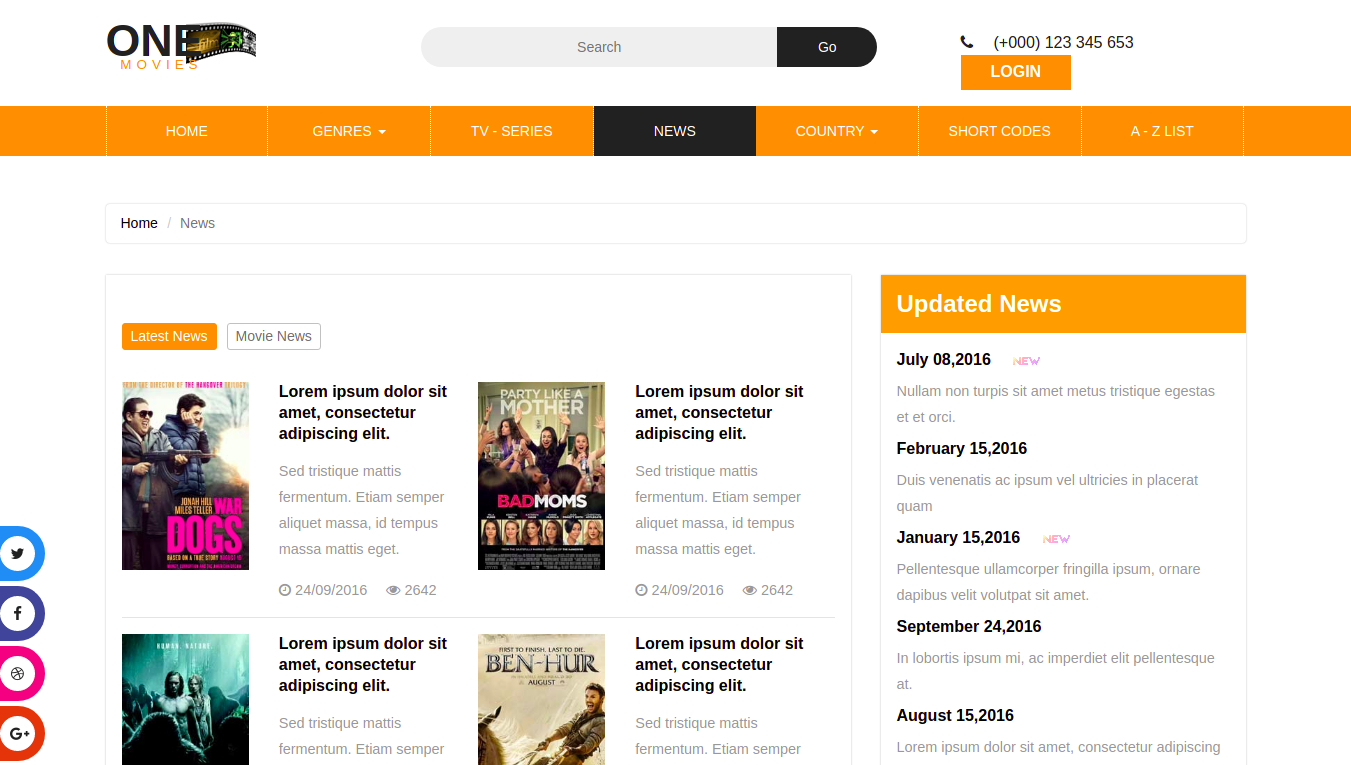 ONE
film
MOVIES
Search
Go
(+000) 123 345 653
LOGIN
HOME
GENRES
TV - SERIES
NEWS
COUNTRY
SHORT CODES
A - Z LIST
Home / News
Latest News
Movie News
FROM THE DIRECTOR OF THE HANGOVER TRILOGY
JONAH HILL
MILES TELLER
WAR
DOGS
BASED ON A TRUE STORY
Lorem ipsum dolor sit
amet, consectetur
adipiscing elit.
Sed tristique mattis
fermentum. Etiam semper
aliquet massa, id tempus
massa mattis eget.
24/09/2016 2642
PARTY LIKE A
MOTHER
BADMOMS
Lorem ipsum dolor sit
amet, consectetur
adipiscing elit.
Sed tristique mattis
fermentum. Etiam semper
aliquet massa, id tempus
massa mattis eget.
24/09/2016 2642
HUMAN. NATURE.
Lorem ipsum dolor sit
amet, consectetur
adipiscing elit.
Sed tristique mattis
fermentum. Etiam semper
FIRST TO FINISH. LAST TO DIE.
BEN-HUR
AUGUST
Lorem ipsum dolor sit
amet, consectetur
adipiscing elit.
Sed tristique mattis
fermentum. Etiam semper
Updated News
July 08,2016 NEW
Nullam non turpis sit amet metus tristique egestas
et et orci.
February 15,2016
Duis venenatis ac ipsum vel ultricies in placerat
quam
January 15,2016 NEW
Pellentesque ullamcorper fringilla ipsum, ornare
dapibus velit volutpat sit amet.
September 24,2016
In lobortis ipsum mi, ac imperdiet elit pellentesque
at.
August 15,2016
Lorem ipsum dolor sit amet, consectetur adipiscing